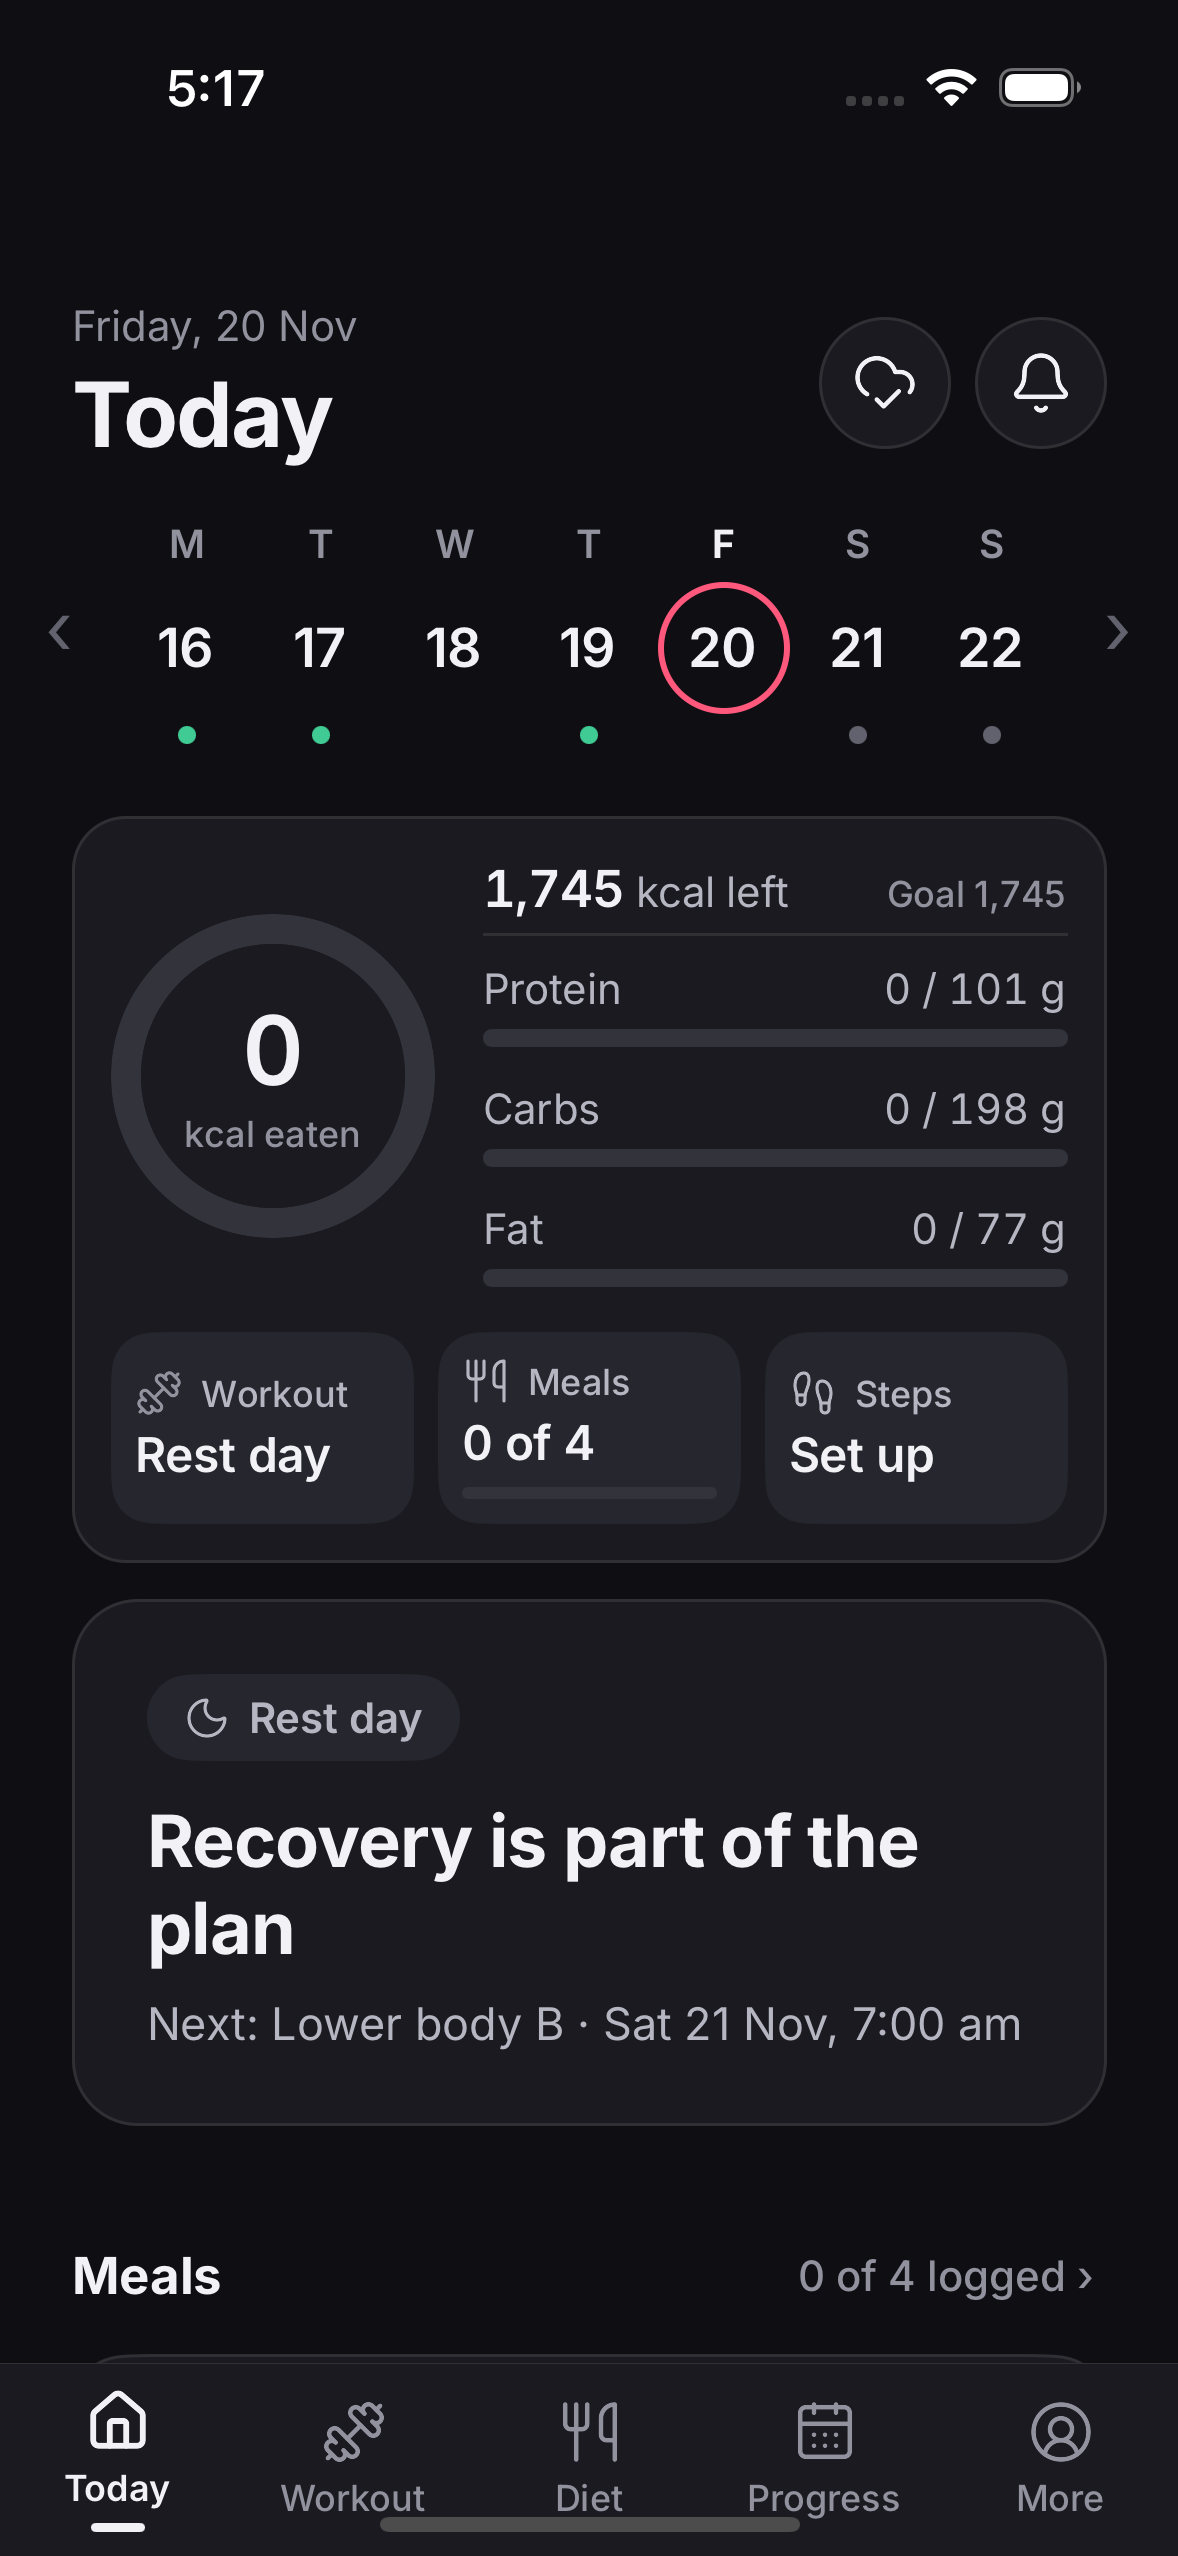 5:17
Friday, 20 Nov
Today
M T W T F S S
‹ 16 17 18 19 20 21 22 ›
1,745 kcal left Goal 1,745
Protein 0 / 101 g
0
kcal eaten
Carbs 0 / 198 g
Fat 0 / 77 g
Workout
Rest day
Meals
0 of 4
Steps
Set up
Rest day
Recovery is part of the
plan
Next: Lower body B · Sat 21 Nov, 7:00 am
Meals 0 of 4 logged ›
Today Workout Diet Progress More